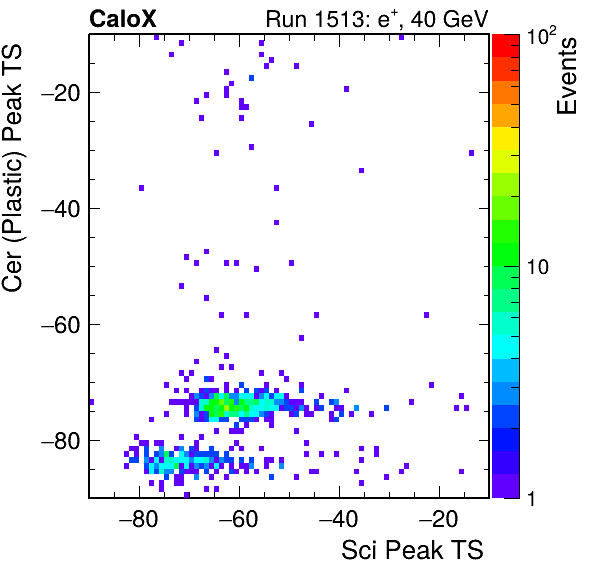 CaloX Run 1513: e⁺, 40 GeV
10²
Events
10
1
Cer (Plastic) Peak TS
−20
−40
−60
−80
−80 −60 −40 −20
Sci Peak TS